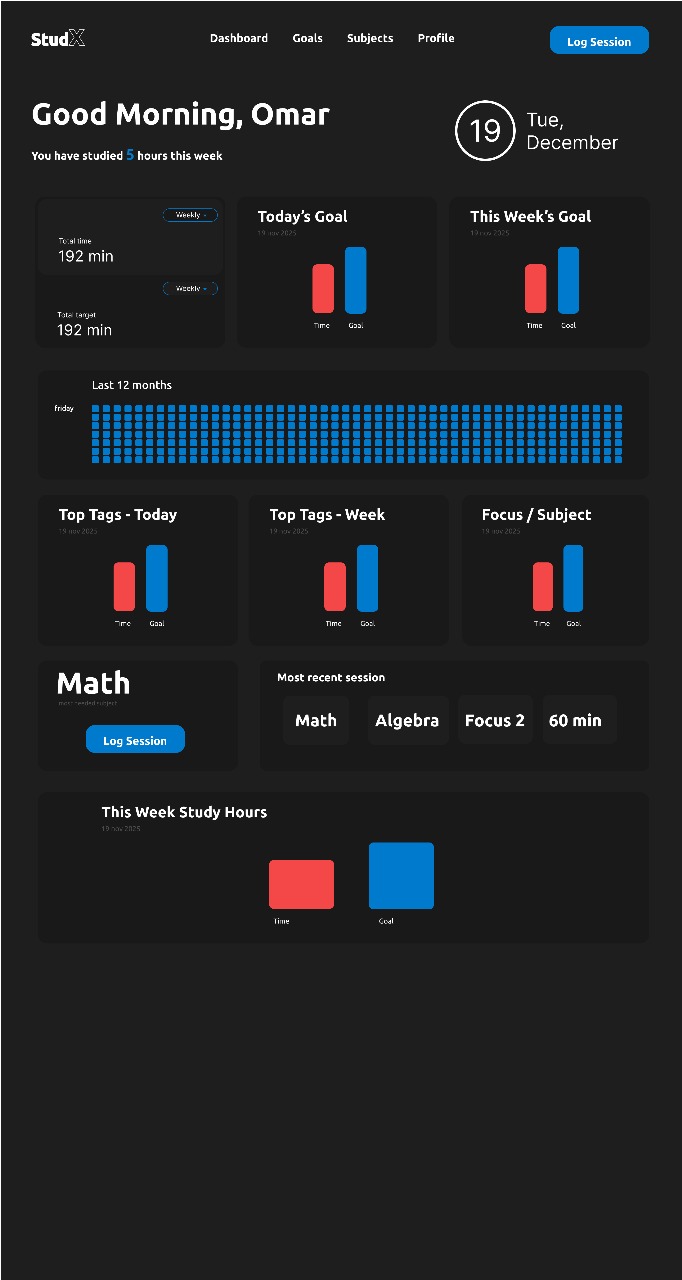 StudX
Dashboard Goals Subjects Profile
Log Session
Good Morning, Omar
You have studied 5 hours this week
19
Tue,
December
Weekly
Total time
192 min
Weekly
Total target
192 min
Today's Goal
19 nov 2025
Time Goal
This Week's Goal
19 nov 2025
Time Goal
Last 12 months
friday
Top Tags - Today
19 nov 2025
Time Goal
Top Tags - Week
19 nov 2025
Time Goal
Focus / Subject
19 nov 2025
Time Goal
Math
most needed subject
Log Session
Most recent session
Math Algebra Focus 2 60 min
This Week Study Hours
19 nov 2025
Time Goal